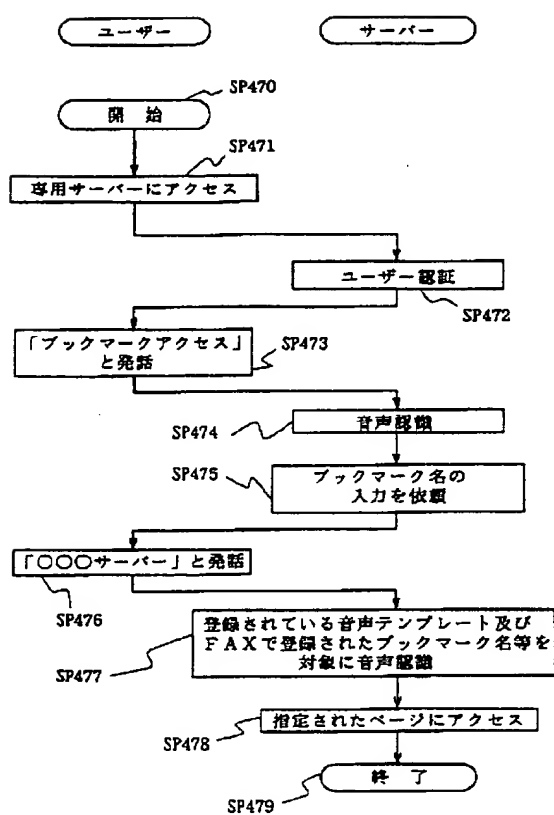 ユーザー
サーバー
SP470
開 始
SP471
専用サーバーにアクセス
ユーザー認証
SP472
「ブックマークアクセス」
と発話
SP473
音声認識
SP474
SP475
ブックマーク名の
入力を依頼
「〇〇〇サーバー」と発話
SP476
登録されている音声テンプレート及び
FAXで登録されたブックマーク名等を
対象に音声認識
SP477
指定されたページにアクセス
SP478
終 了
SP479